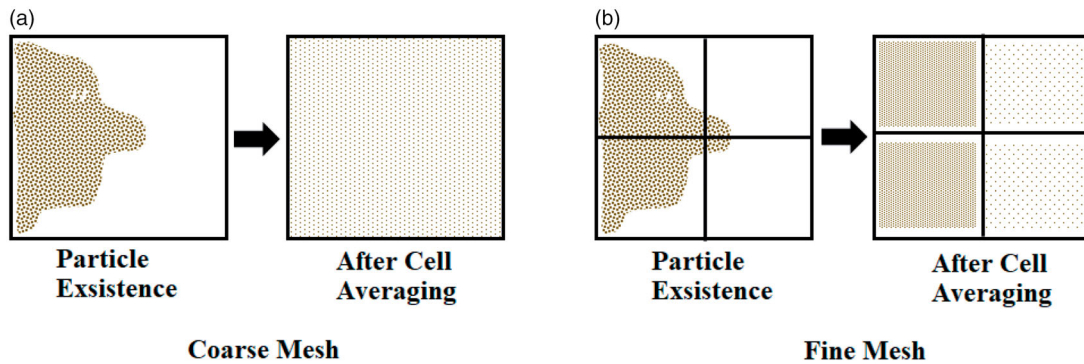 (a)
Particle
Exsistence
After Cell
Averaging
Coarse Mesh
(b)
Particle
Exsistence
After Cell
Averaging
Fine Mesh